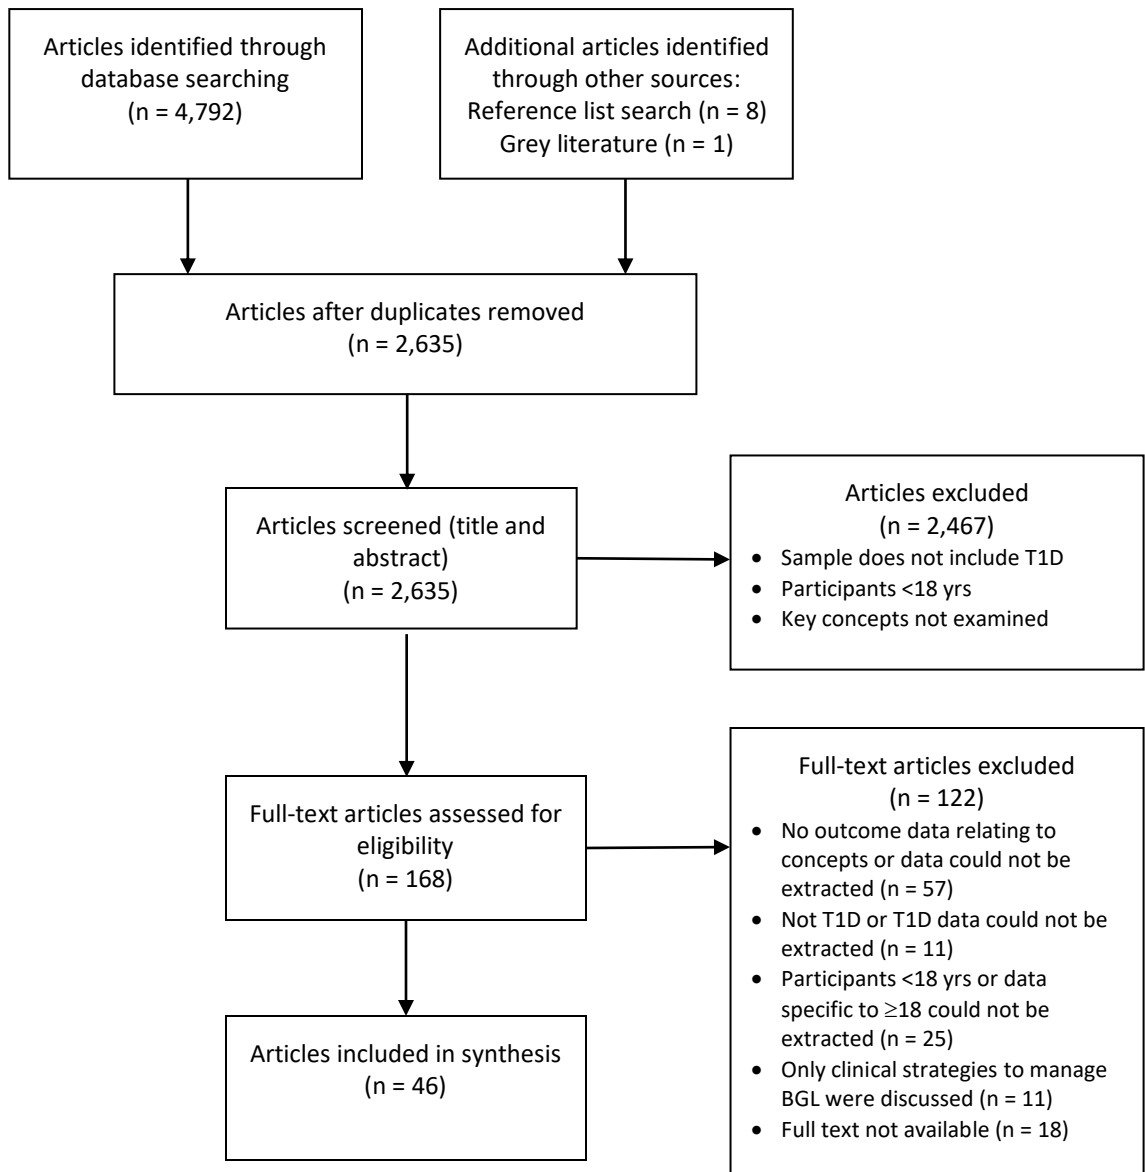 Articles identified through
database searching
(n = 4,792)
Additional articles identified
through other sources:
Reference list search (n = 8)
Grey literature (n = 1)
Articles after duplicates removed
(n = 2,635)
Articles screened (title and
abstract)
(n = 2,635)
Articles excluded
(n = 2,467)
• Sample does not include T1D
• Participants <18 yrs
• Key concepts not examined
Full-text articles assessed for
eligibility
(n = 168)
Full-text articles excluded
(n = 122)
• No outcome data relating to
concepts or data could not be
extracted (n = 57)
• Not T1D or T1D data could not be
extracted (n = 11)
• Participants <18 yrs or data
specific to ≥18 could not be
extracted (n = 25)
• Only clinical strategies to manage
BGL were discussed (n = 11)
• Full text not available (n = 18)
Articles included in synthesis
(n = 46)